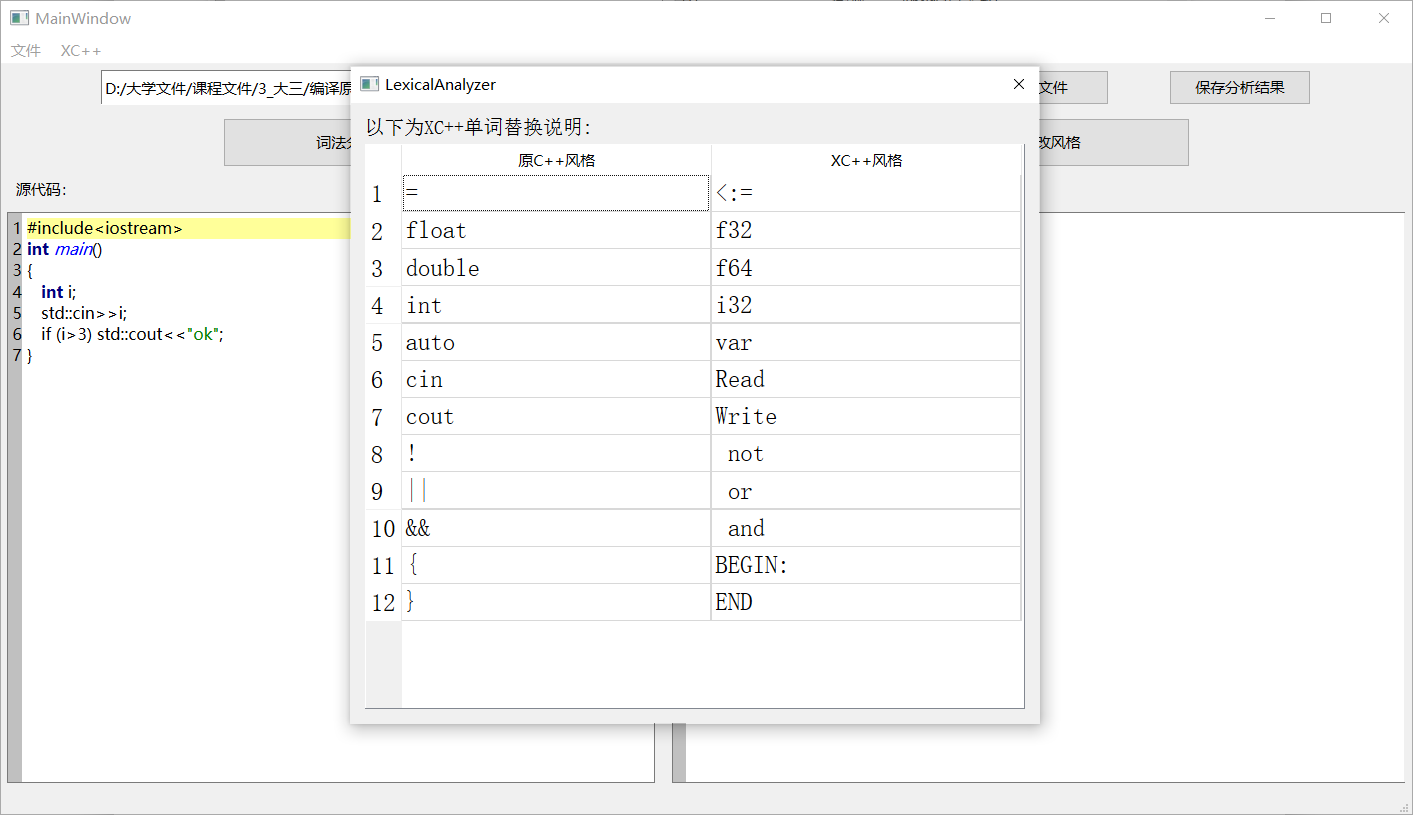 MainWindow
文件 XC++
D:/大学文件/课程文件/3_大三/编译原
文件
保存分析结果
词法分
改风格
源代码：
1 #include<iostream>
2 int main()
3 {
4 int i;
5 std::cin>>i;
6 if (i>3) std::cout<<"ok";
7 }
LexicalAnalyzer
以下为XC++单词替换说明：
原C++风格 XC++风格
1 = <:=
2 float f32
3 double f64
4 int i32
5 auto var
6 cin Read
7 cout Write
8 ! not
9 || or
10 && and
11 { BEGIN:
12 } END